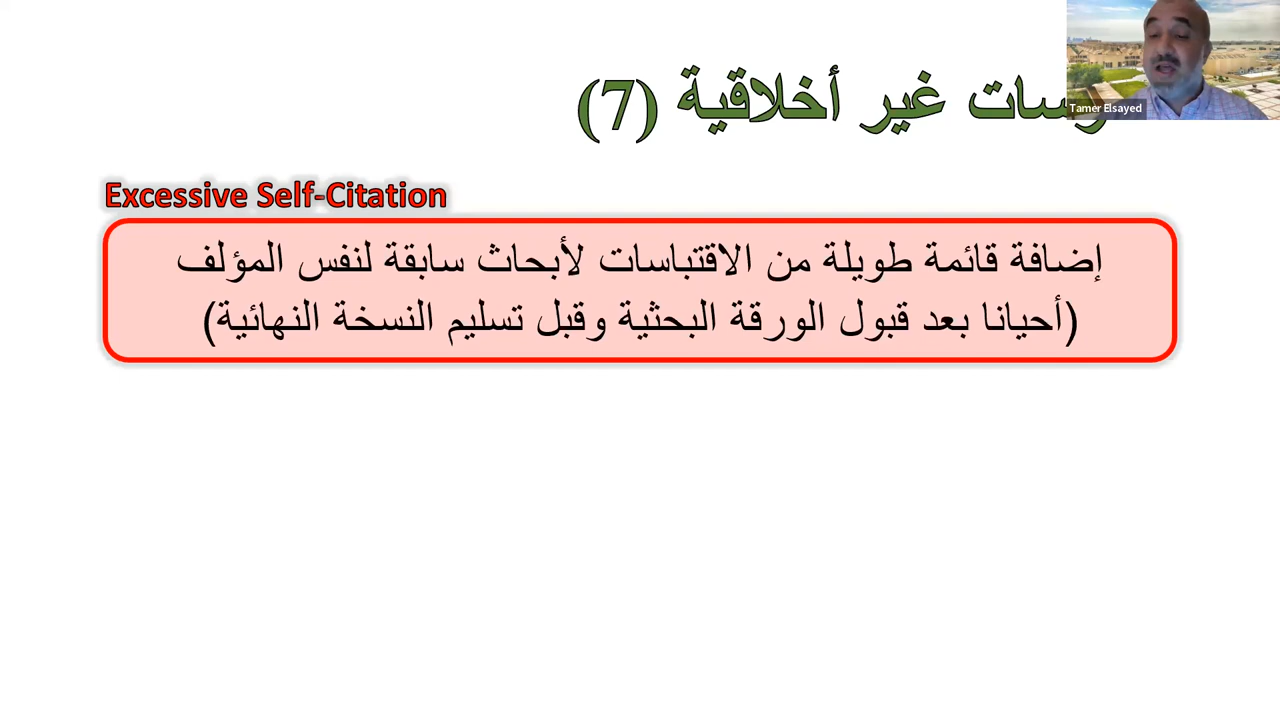 غير أخلاقية (7)
Tamer Elsayed
Excessive Self-Citation
إضافة قائمة طويلة من الاقتباسات لأبحاث سابقة لنفس المؤلف
(أحيانا بعد قبول الورقة البحثية وقبل تسليم النسخة النهائية)